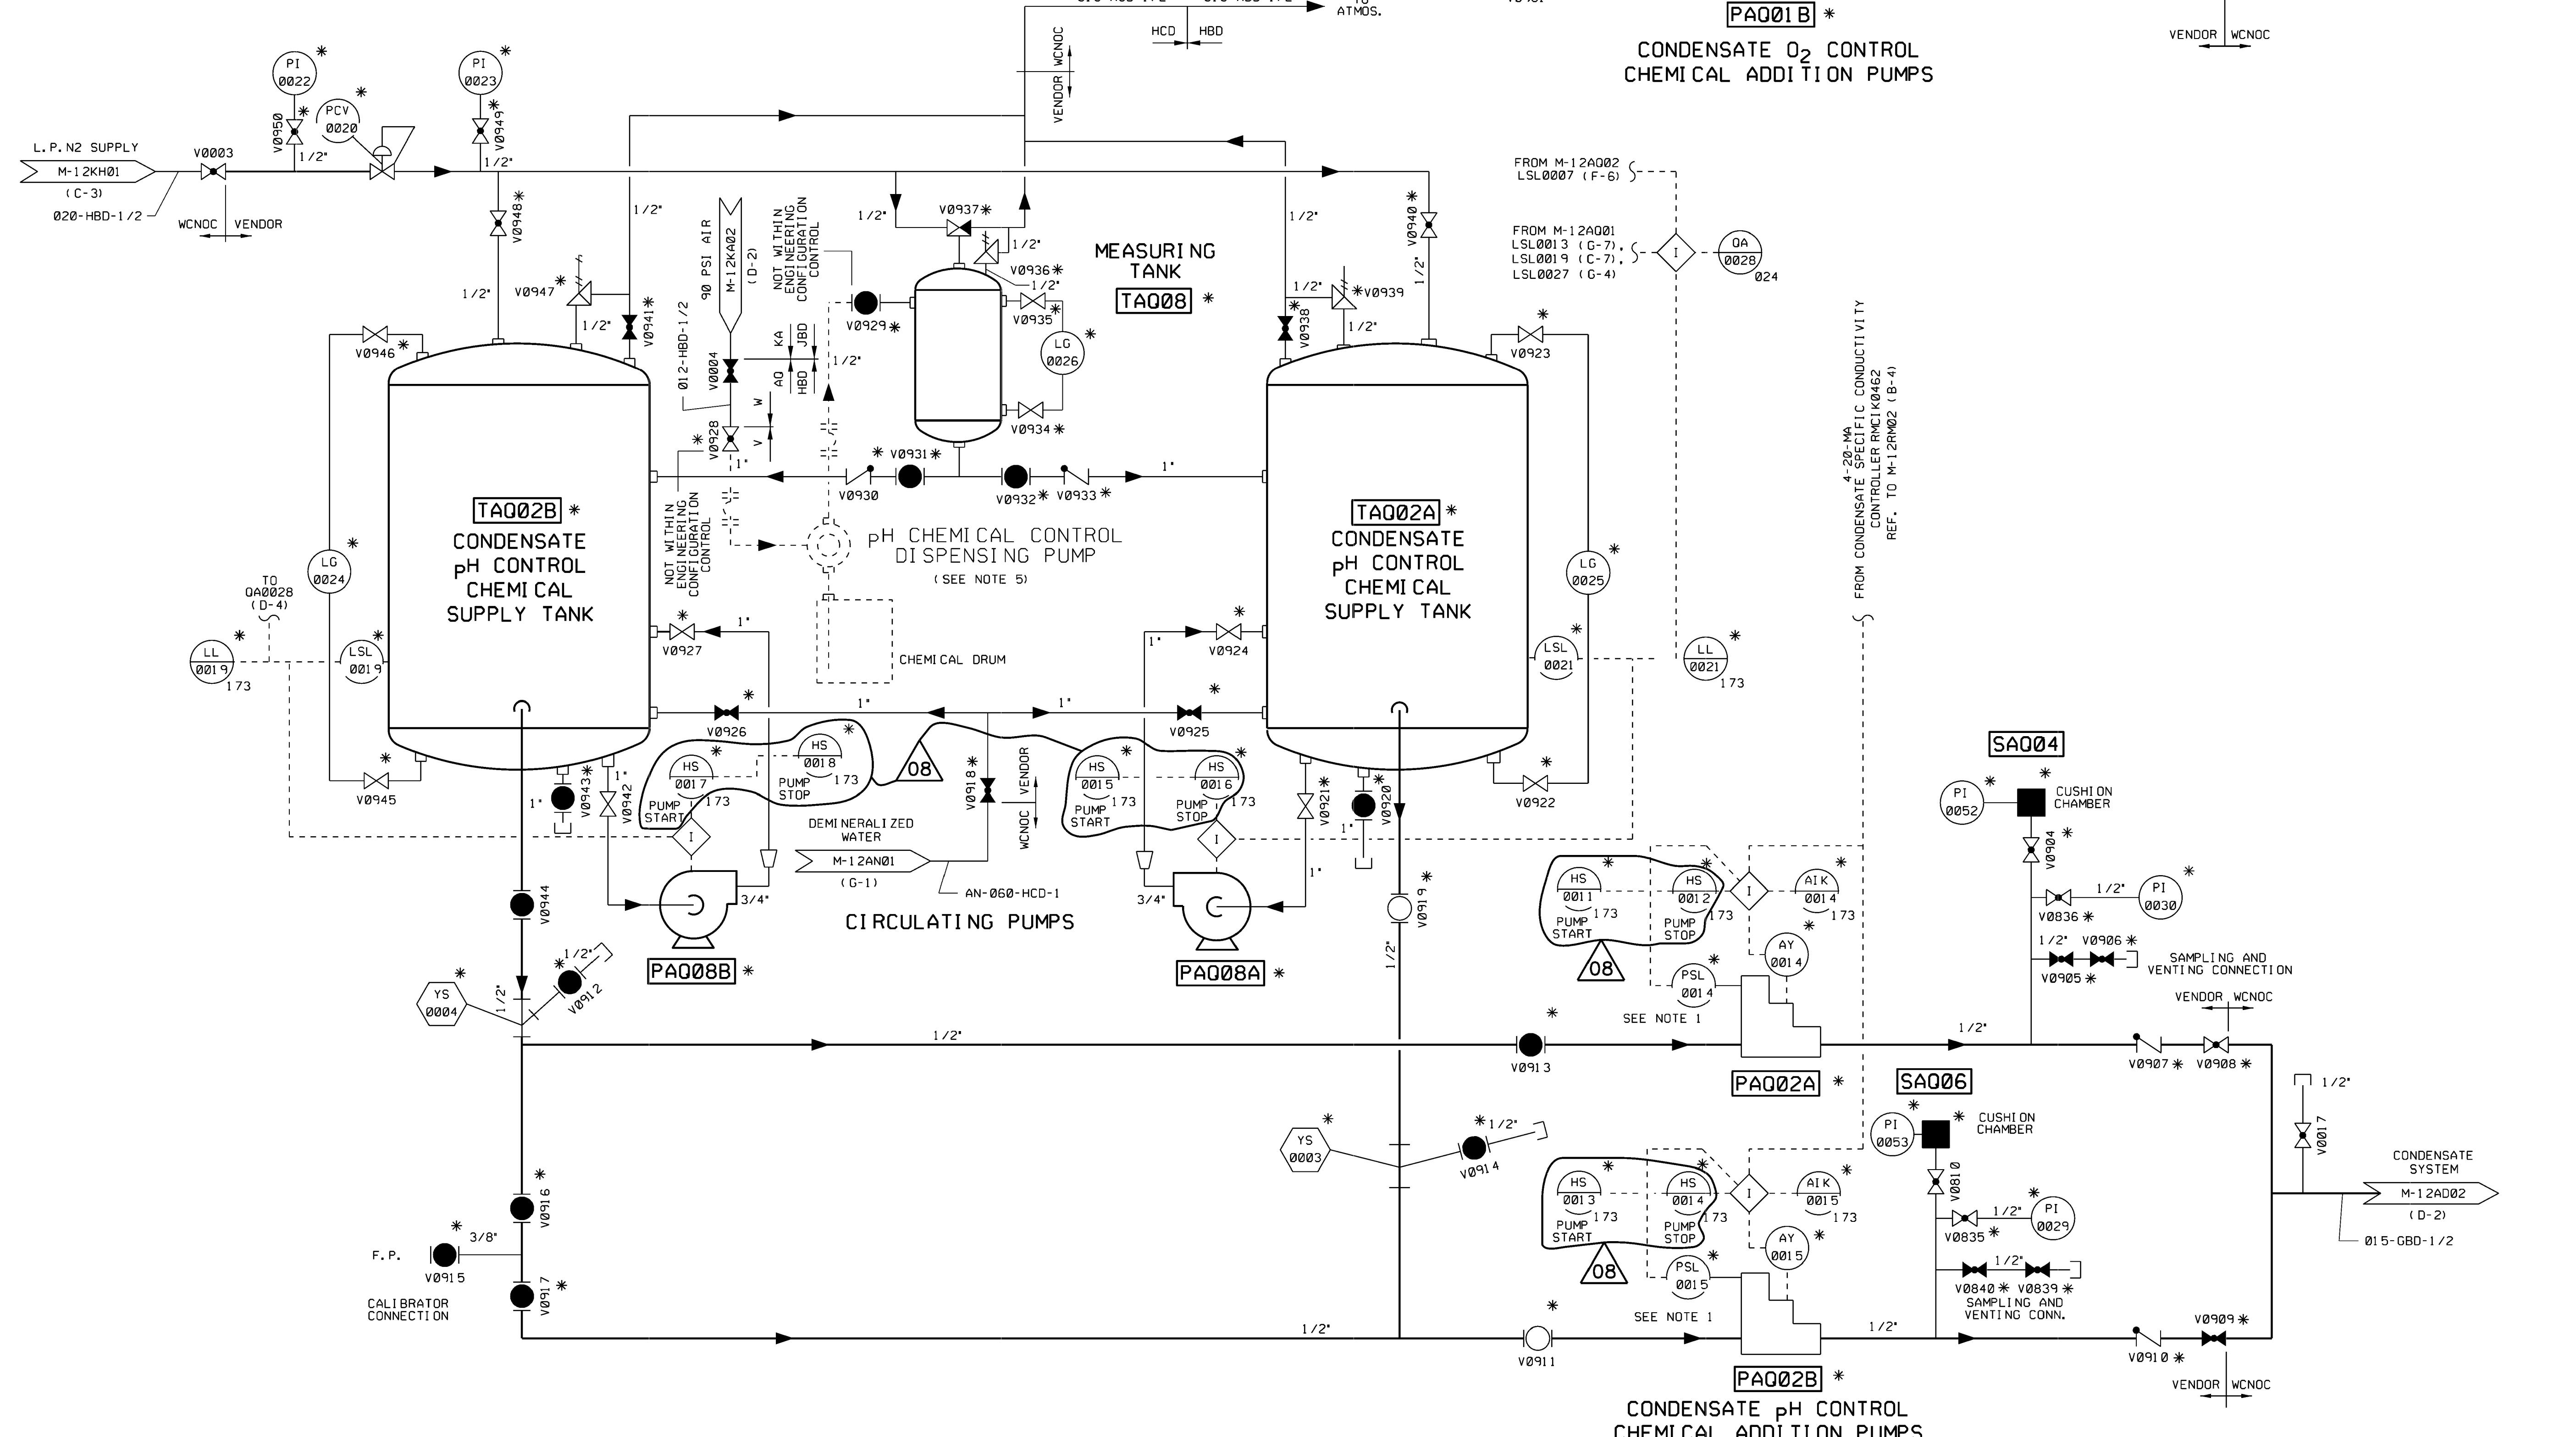 ATMOS.
PAQ01B *
CONDENSATE O2 CONTROL
CHEMICAL ADDITION PUMPS
VENDOR WCNOC
HCD HBD
VENDOR WCNOC
PI
0022
*
PI
0023
*
PCV
0020
*
V0950
*
V0949*
L.P.N2 SUPPLY
M-12KH01
(C-3)
020-HBD-1/2
V0003
WCNOC VENDOR
1/2"
1/2"
V0948*
1/2"
V0947 *
1/2"
1/2"
V0941*
V0946 *
LG
0024
*
V0945
*
TO
QA0028
(D-4)
LL
0019
*
173
LSL
0019
*
TAQ02B *
CONDENSATE
pH CONTROL
CHEMICAL
SUPPLY TANK
90 PSI AIR
M-12KA02
(D-2)
NOT WITHIN
ENGINEERING
CONFIGURATION
CONTROL
012-HBD-1/2
V0004
KA JBD
AQ HBD
W
V
V0928
*
1"
1/2"
NOT WITHIN
ENGINEERING
CONFIGURATION
CONTROL
1/2"
V0937*
1/2"
V0936*
1/2"
V0929*
V0935
*
LG
0026
*
V0934*
MEASURING
TANK
TAQ08 *
* V0931*
V0930
V0932* V0933*
1"
pH CHEMICAL CONTROL
DISPENSING PUMP
(SEE NOTE 5)
CHEMICAL DRUM
1/2"
1/2"
*V0939
V0938
*
1/2"
V0940*
1/2"
V0923
*
LG
0025
*
V0922
*
TAQ02A *
CONDENSATE
pH CONTROL
CHEMICAL
SUPPLY TANK
LSL
0021
*
LL
0021
*
173
FROM M-12AQ02
LSL0007 (F-6)
FROM M-12AQ01
LSL0013 (G-7),
LSL0019 (C-7),
LSL0027 (G-4)
I
QA
0028
024
4-20-MA
FROM CONDENSATE SPECIFIC CONDUCTIVITY
CONTROLLER RMCIK0462
REF. TO M-12RM02 (B-4)
*
V0927
1"
1"
V0924
*
V0926
*
1"
1"
V0925
*
HS
0017
*
173
PUMP
START
HS
0018
*
173
PUMP
STOP
08
V0918*
WCNOC VENDOR
HS
0015
*
173
PUMP
START
HS
0016
*
173
PUMP
STOP
1"
V0943*
1"
V0942
*
I
I
DEMINERALIZED
WATER
M-12AN01
(G-1)
AN-060-HCD-1
3/4"
3/4"
1"
V0921*
V0920*
1"
CIRCULATING PUMPS
PAQ08B *
PAQ08A *
V0944
V0919*
1/2"
YS
0004
*
1/2"
V0912
*
1/2"
1/2"
HS
0011
*
173
PUMP
START
HS
0012
*
173
PUMP
STOP
08
I
AIK
0014
*
173
AY
0014
*
PSL
0014
*
SEE NOTE 1
V0913
*
PAQ02A *
1/2"
SAQ04
PI
0052
*
*
CUSHION
CHAMBER
V0904
*
V0836 *
1/2"
PI
0030
*
1/2" V0906 *
V0905 *
SAMPLING AND
VENTING CONNECTION
VENDOR WCNOC
V0907 * V0908 *
SAQ06
PI
0053
*
*
CUSHION
CHAMBER
V0810
V0835*
1/2"
PI
0029
*
1/2"
V0840 * V0839 *
SAMPLING AND
VENTING CONN.
1/2"
V0017
CONDENSATE
SYSTEM
M-12AD02
(D-2)
015-GBD-1/2
YS
0003
*
*1/2"
V0914
HS
0013
*
173
PUMP
START
HS
0014
*
173
PUMP
STOP
08
I
AIK
0015
*
173
AY
0015
*
PSL
0015
*
SEE NOTE 1
V0916
*
F.P.
3/8"
*
V0915
V0917
*
CALIBRATOR
CONNECTION
1/2"
V0911
*
1/2"
V0909 *
V0910 *
VENDOR WCNOC
PAQ02B *
CONDENSATE pH CONTROL
CHEMICAL ADDITION PUMPS